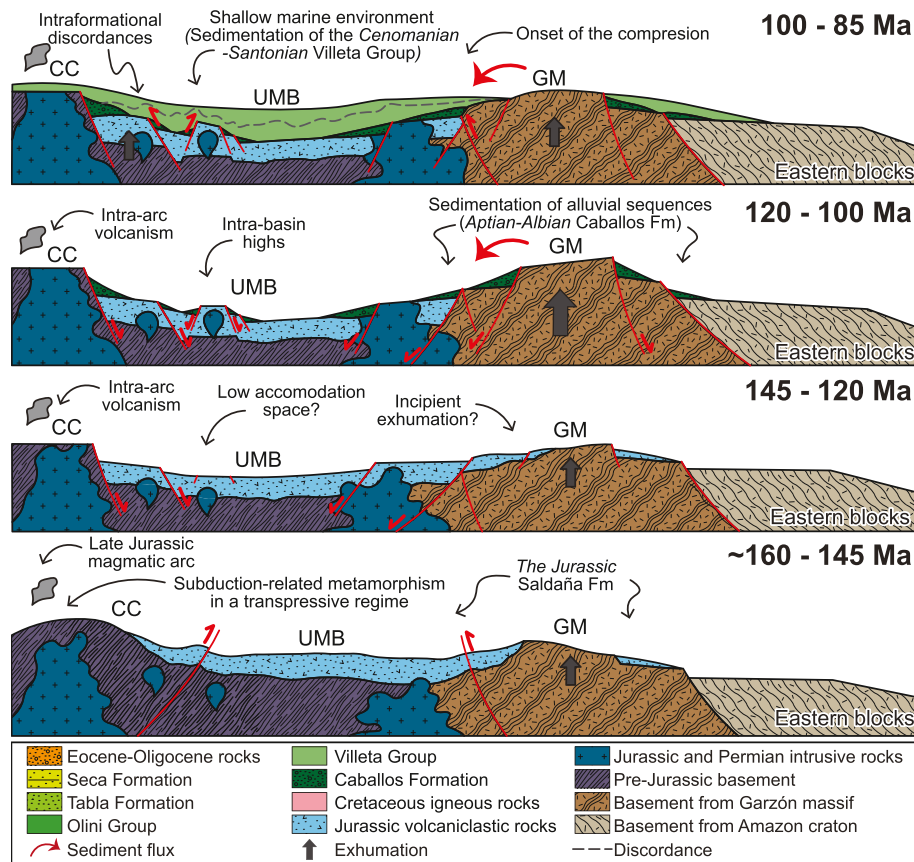 Intraformational
discordances
Shallow marine environment
(Sedimentation of the Cenomanian
-Santonian Villeta Group)
Onset of the compresion
100 - 85 Ma
CC
UMB
GM
Eastern blocks
Intra-arc
volcanism
Intra-basin
highs
Sedimentation of alluvial sequences
(Aptian-Albian Caballos Fm)
120 - 100 Ma
CC
UMB
GM
Eastern blocks
Intra-arc
volcanism
Low accomodation
space?
Incipient
exhumation?
145 - 120 Ma
CC
UMB
GM
Eastern blocks
Late Jurassic
magmatic arc
Subduction-related metamorphism
in a transpressive regime
The Jurassic
Saldaña Fm
~160 - 145 Ma
CC
UMB
GM
Eastern blocks
Eocene-Oligocene rocks
Seca Formation
Tabla Formation
Olini Group
Sediment flux
Villeta Group
Caballos Formation
Cretaceous igneous rocks
Jurassic volcaniclastic rocks
Exhumation
Jurassic and Permian intrusive rocks
Pre-Jurassic basement
Basement from Garzón massif
Basement from Amazon craton
Discordance